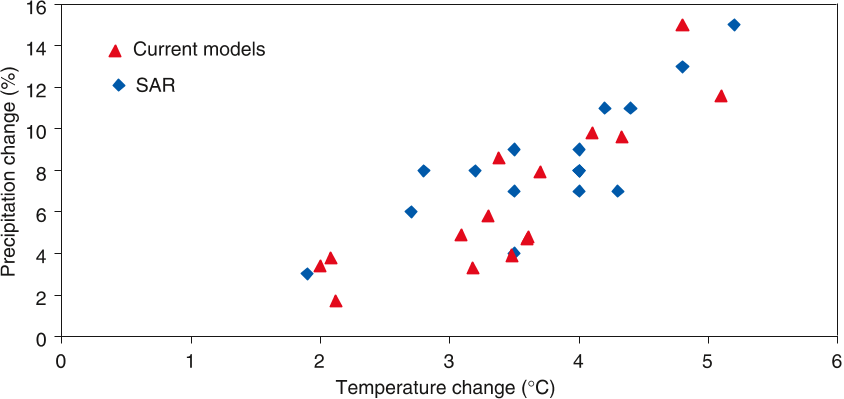 Precipitation change (%)
16
14
12
10
8
6
4
2
0
Current models
SAR
0 1 2 3 4 5 6
Temperature change (°C)